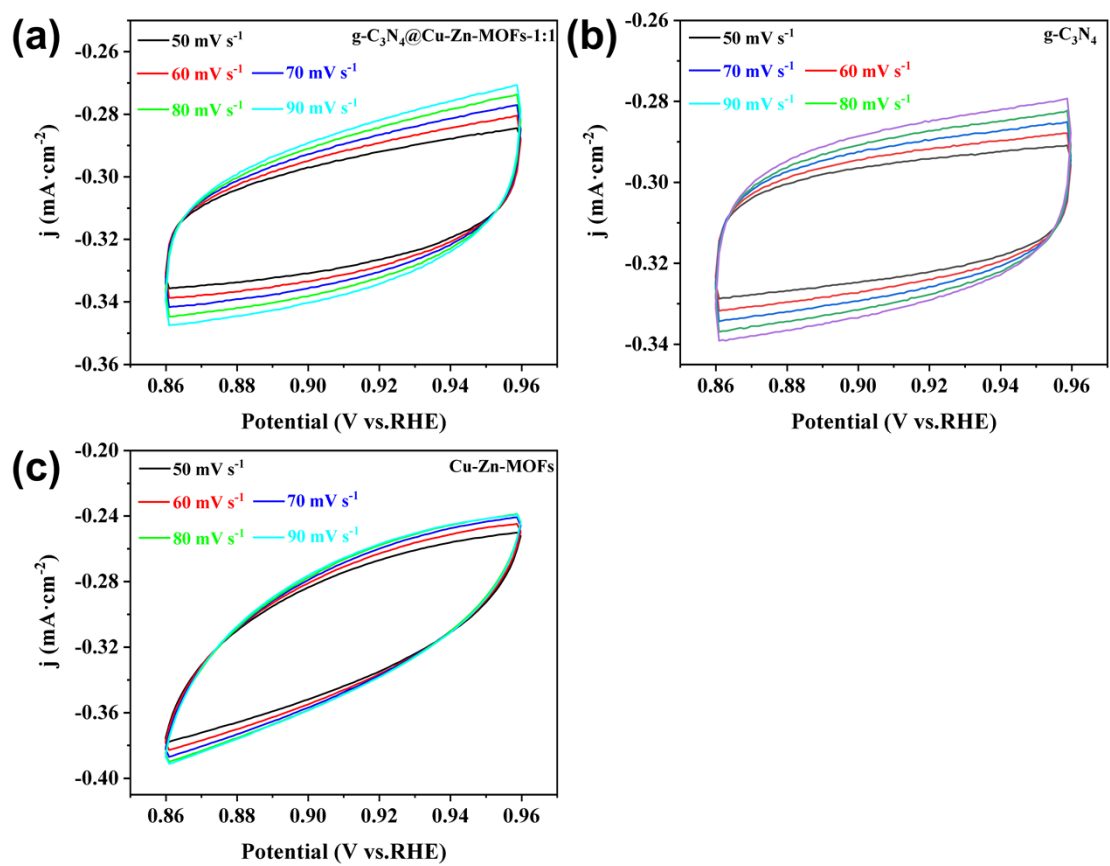 (a)
g-C₃N₄@Cu-Zn-MOFs-1:1
50 mV s⁻¹
60 mV s⁻¹ 70 mV s⁻¹
80 mV s⁻¹ 90 mV s⁻¹
j (mA·cm⁻²)
-0.26
-0.28
-0.30
-0.32
-0.34
-0.36
0.86 0.88 0.90 0.92 0.94 0.96
Potential (V vs.RHE)
(b)
g-C₃N₄
50 mV s⁻¹
70 mV s⁻¹ 60 mV s⁻¹
90 mV s⁻¹ 80 mV s⁻¹
j (mA·cm⁻²)
-0.26
-0.28
-0.30
-0.32
-0.34
0.86 0.88 0.90 0.92 0.94 0.96
Potential (V vs.RHE)
(c)
Cu-Zn-MOFs
50 mV s⁻¹
60 mV s⁻¹ 70 mV s⁻¹
80 mV s⁻¹ 90 mV s⁻¹
j (mA·cm⁻²)
-0.20
-0.24
-0.28
-0.32
-0.36
-0.40
0.86 0.88 0.90 0.92 0.94 0.96
Potential (V vs.RHE)